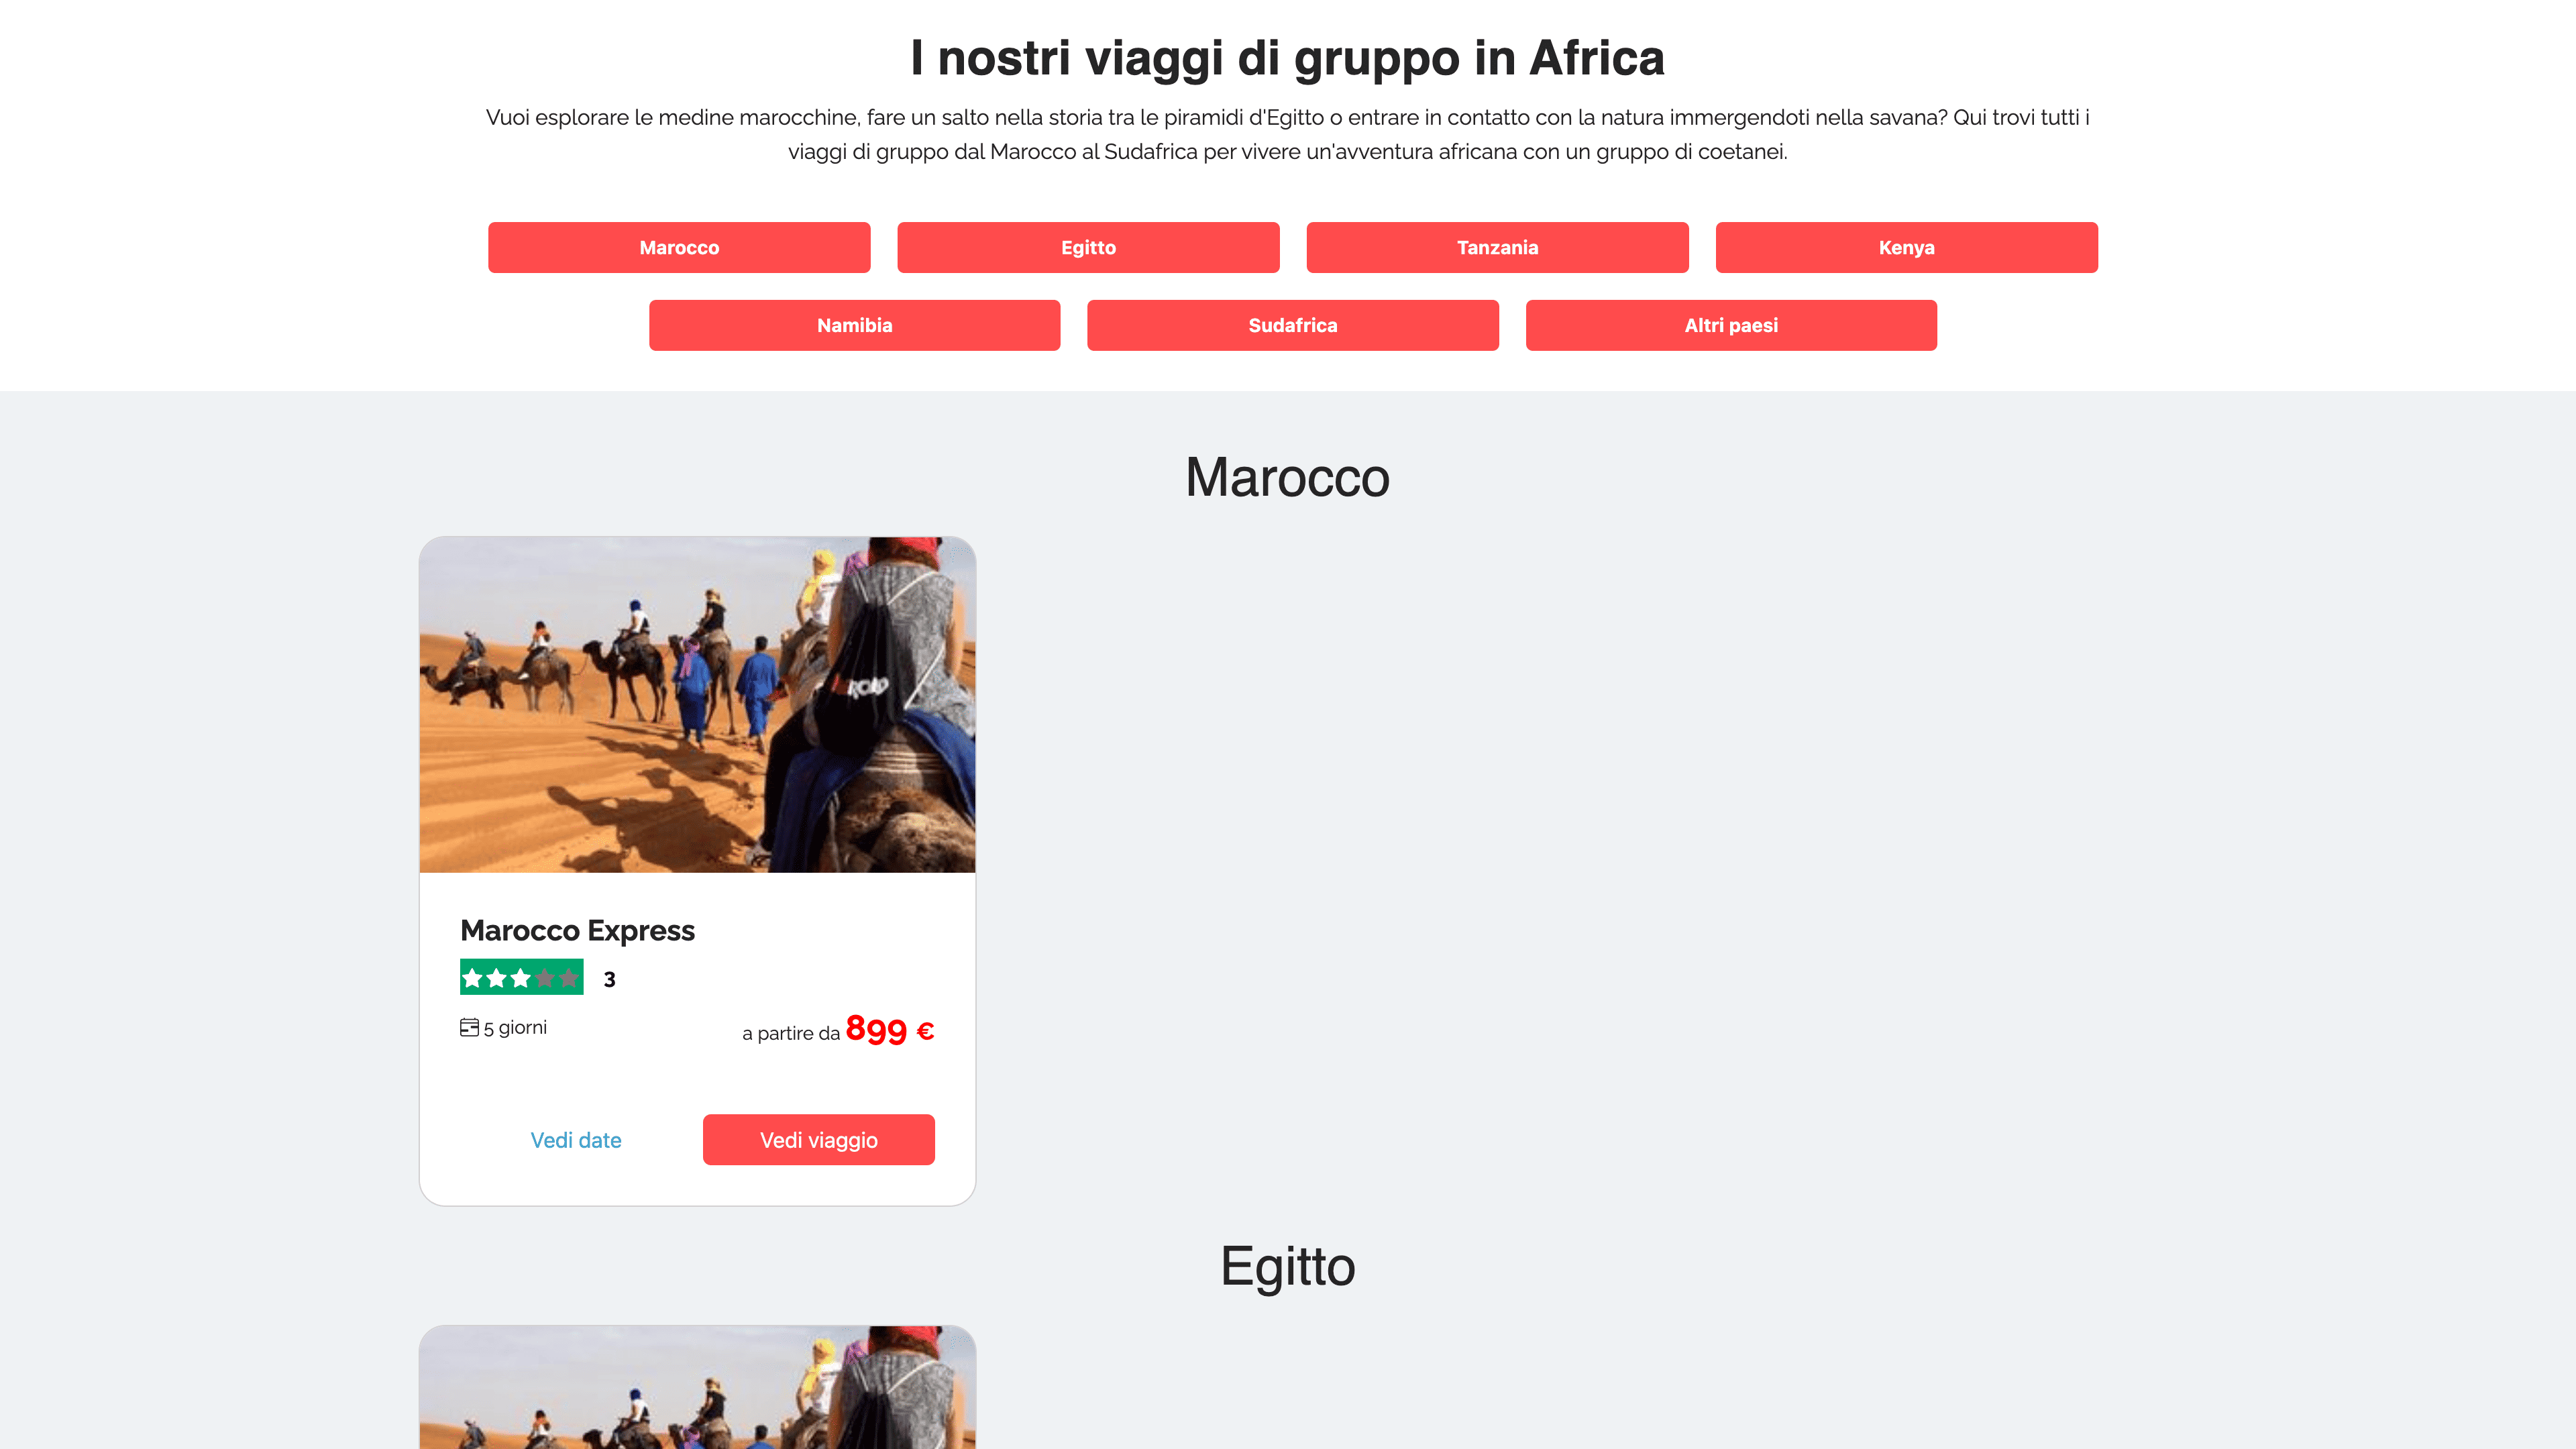 I nostri viaggi di gruppo in Africa
Vuoi esplorare le medine marocchine, fare un salto nella storia tra le piramidi d'Egitto o entrare in contatto con la natura immergendoti nella savana? Qui trovi tutti i
viaggi di gruppo dal Marocco al Sudafrica per vivere un'avventura africana con un gruppo di coetanei.
Marocco
Egitto
Tanzania
Kenya
Namibia
Sudafrica
Altri paesi
Marocco
ROAD
Marocco Express
3
5 giorni
a partire da 899 €
Vedi date
Vedi viaggio
Egitto